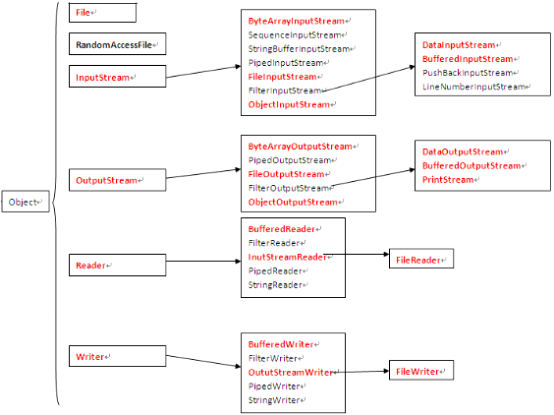 File
RandomAccessFile
InputStream
ByteArrayInputStream
SequenceInputStream
StringBufferInputStream
PipedInputStream
FileInputStream
FilterInputStream
ObjectInputStream
DataInputStream
BufferedInputStream
PushBackInputStream
LineNumberInputStream
Object
OutputStream
ByteArrayOutputStream
PipedOutputStream
FileOutputStream
FilterOutputStream
ObjectOutputStream
DataOutputStream
BufferedOutputStream
PrintStream
Reader
BufferedReader
FilterReader
InutStreamReader
PipedReader
StringReader
FileReader
Writer
BufferedWriter
FilterWriter
OututStreamWriter
PipedWriter
StringWriter
FileWriter